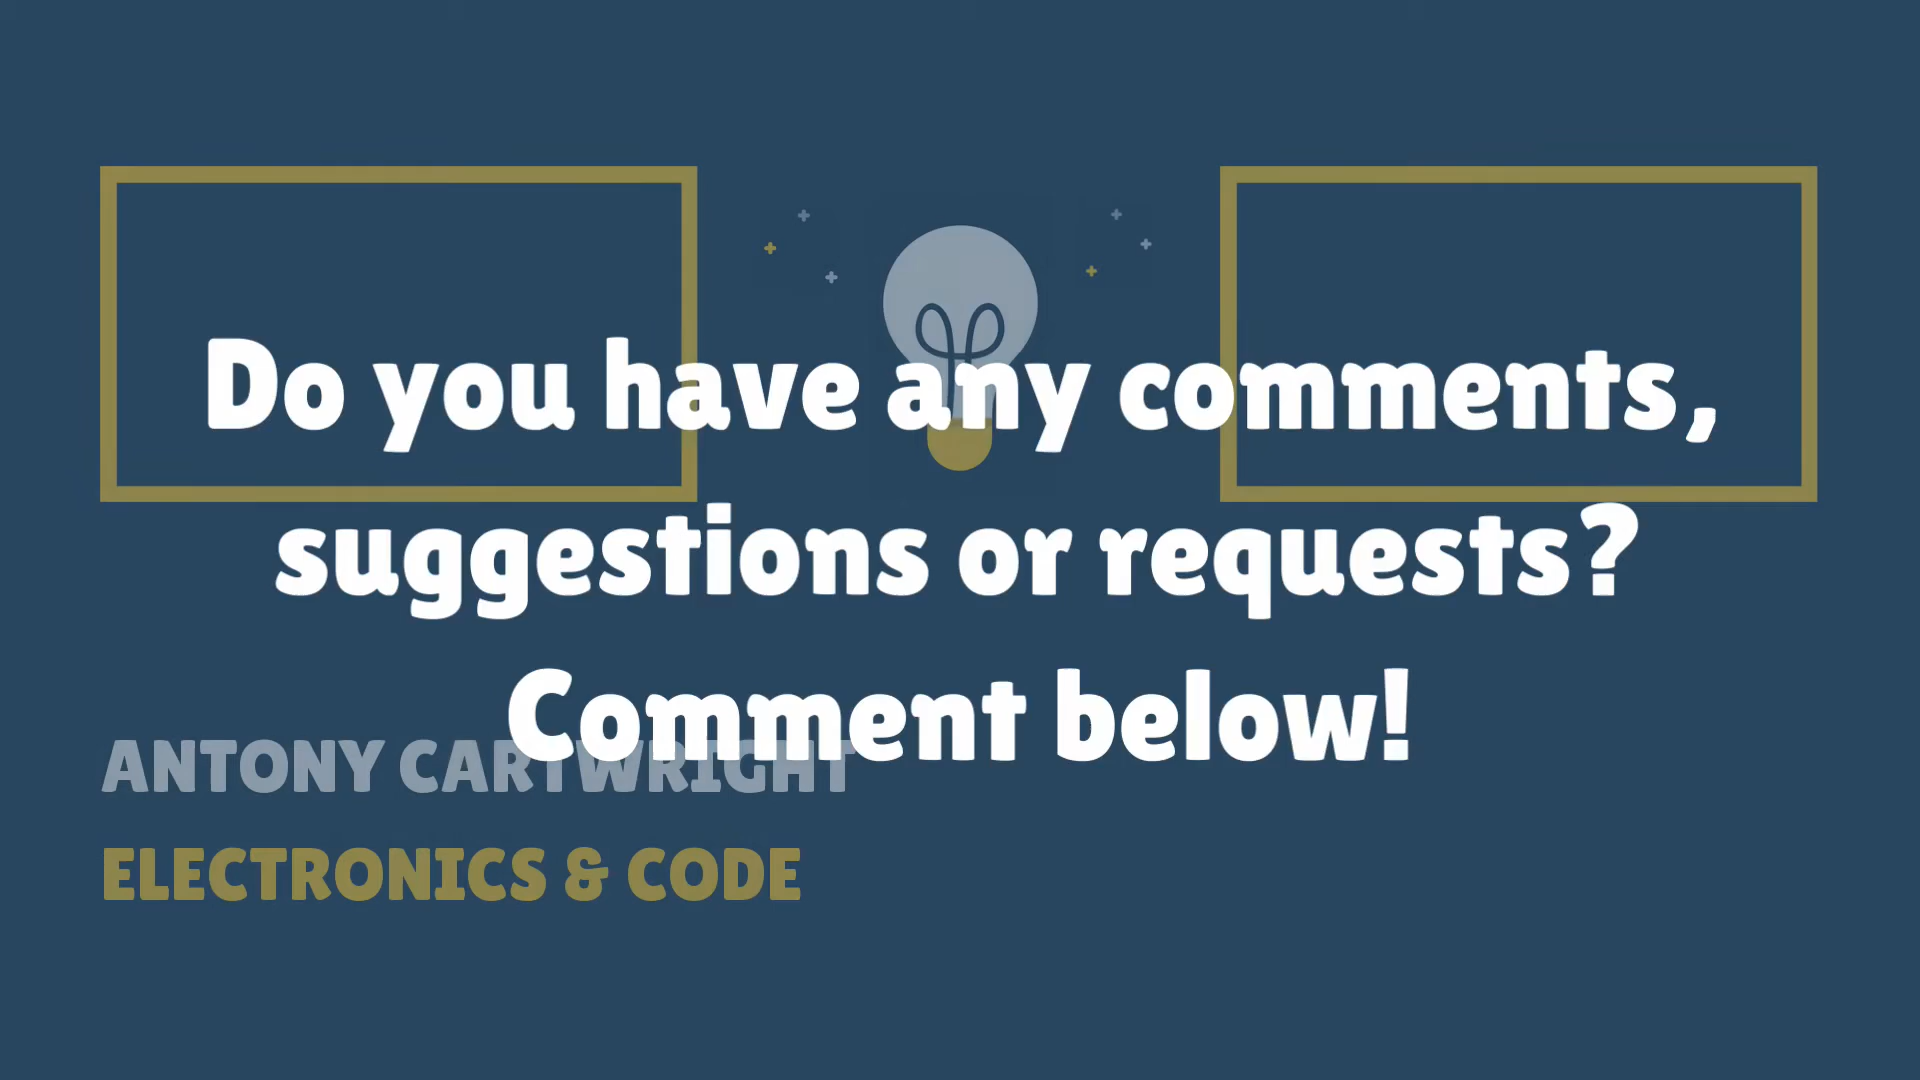 Do you have any comments,
suggestions or requests?
Comment below!
ANTONY CARTWRIGHT
ELECTRONICS & CODE